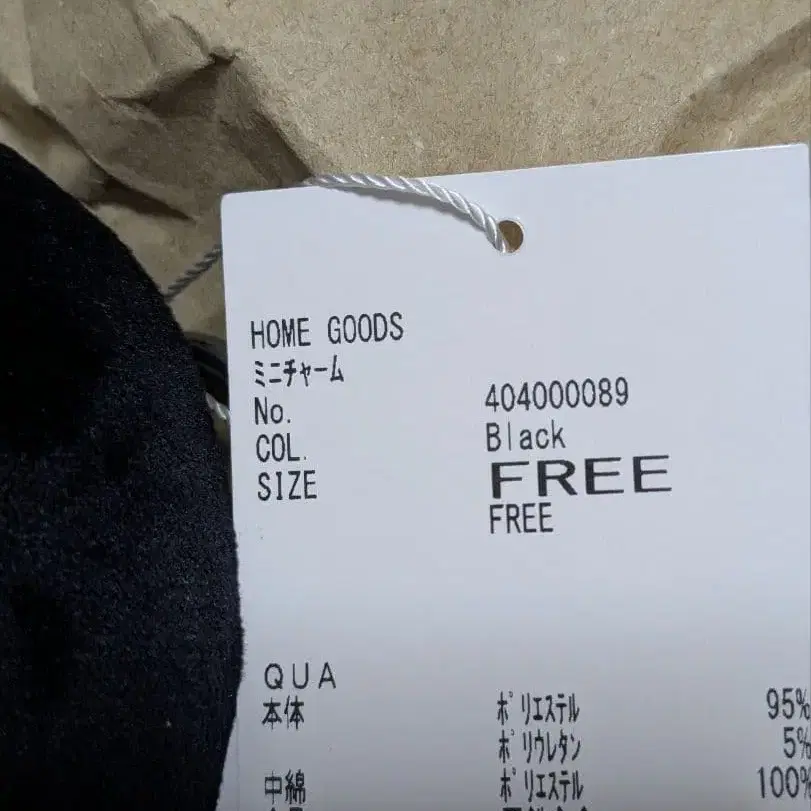 HOME GOODS
ミニチャーム
No. 404000089
COL. Black
SIZE FREE
FREE
QUA
本体 ポリエステル 95%
ポリウレタン 5%
中綿 ポリエステル 100%